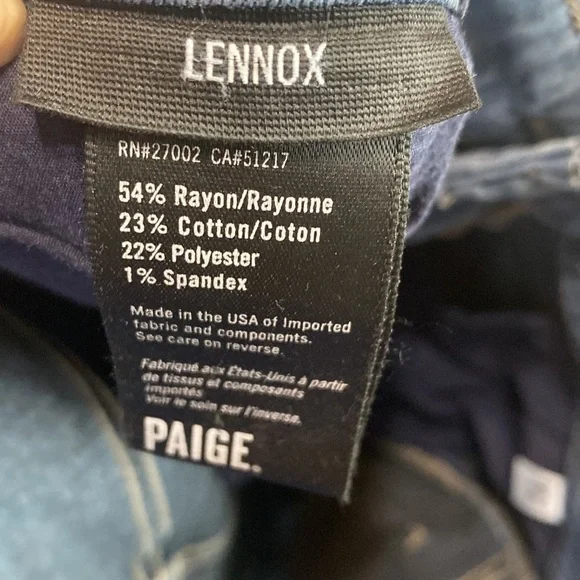 LENNOX
RN#27002 CA#51217
54% Rayon/Rayonne
23% Cotton/Coton
22% Polyester
1% Spandex
Made in the USA of Imported
fabric and components.
See care on reverse.
Fabriqué aux États-Unis à partir
de tissus et composants
importés
Voir le soin sur l'inverse.
PAIGE.